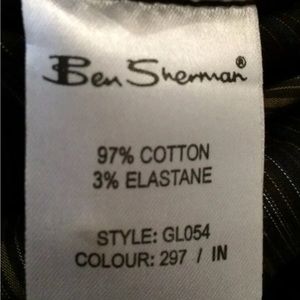 Ben Sherman®
97% COTTON
3% ELASTANE
STYLE: GL054
COLOUR: 297 / IN